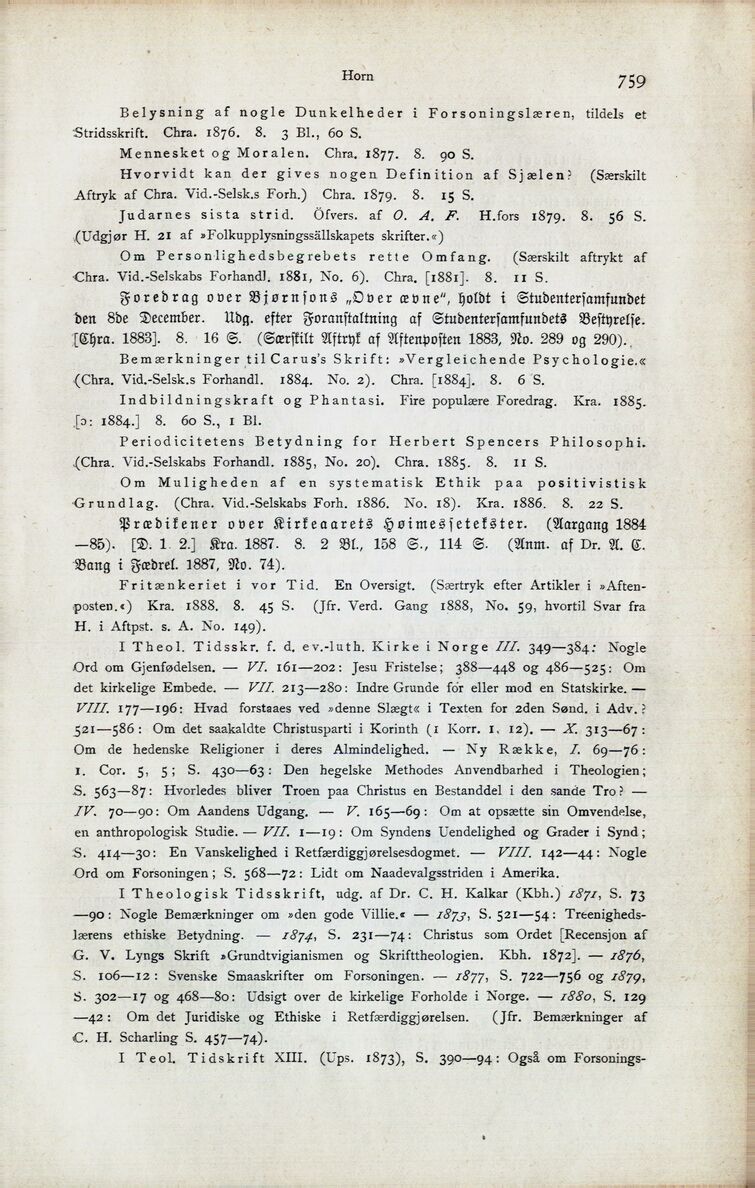 Horn
759
Belysning af nogle Dunkelheder i Forsoningslæren, tildels et
Stridsskrift. Chra. 1876. 8. 3 Bl., 60 S.
Mennesket og Moralen. Chra. 1877. 8. 90 S.
Hvorvidt kan der gives nogen Definition af Sjælen? (Særskilt
Aftryk af Chra. Vid.-Selsk.s Forh.) Chra. 1879. 8. 15 S.
Judarnes sista strid. Öfvers. af O. A. F. H.fors 1879. 8. 56 S.
(Udgjør H. 21 af »Folkupplysningssällskapets skrifter.«)
Om Personlighedsbegrebets rette Omfang. (Særskilt aftrykt af
Chra. Vid.-Selskabs Forhandl. 1881, No. 6). Chra. [1881]. 8. 11 S.
Foredrag over Bjørnsons „Over ævne", holdt i Studentersamfundet
den 8de December. Udg. efter Foranstaltning af Studentersamfundets Bestyrelse.
[Chra. 1883]. 8. 16 S. (Særskilt Aftryk af Aftenposten 1883, No. 289 og 290).
Bemærkninger til Carus's Skrift: »Vergleichende Psychologie.«
(Chra. Vid.-Selsk.s Forhandl. 1884. No. 2). Chra. [1884]. 8. 6 S.
Indbildningskraft og Phantasi. Fire populære Foredrag. Kra. 1885.
[ɔ: 1884.] 8. 60 S., 1 Bl.
Periodicitetens Betydning for Herbert Spencers Philosophi.
(Chra. Vid.-Selskabs Forhandl. 1885, No. 20). Chra. 1885. 8. 11 S.
Om Muligheden af en systematisk Ethik paa positivistisk
Grundlag. (Chra. Vid.-Selskabs Forh. 1886. No. 18). Kra. 1886. 8. 22 S.
Prædikener over Kirkeaarets Høimesjetekster. (Aargang 1884
—85). [D. 1. 2.] Kra. 1887. 8. 2 Bl., 158 S., 114 S. (Anm. af Dr. A. C.
Bang i Fædrel. 1887, No. 74).
Fritænkeriet i vor Tid. En Oversigt. (Særtryk efter Artikler i »Aften-
posten.«) Kra. 1888. 8. 45 S. (Jfr. Verd. Gang 1888, No. 59, hvortil Svar fra
H. i Aftpst. s. A. No. 149).
I Theol. Tidsskr. f. d. ev.-luth. Kirke i Norge III. 349—384: Nogle
Ord om Gjenfødelsen. — VI. 161—202: Jesu Fristelse; 388—448 og 486—525: Om
det kirkelige Embede. — VII. 213—280: Indre Grunde for eller mod en Statskirke. —
VIII. 177—196: Hvad forstaaes ved »denne Slægt« i Texten for 2den Sønd. i Adv.?
521—586: Om det saakaldte Christusparti i Korinth (1 Korr. 1, 12). — X. 313—67:
Om de hedenske Religioner i deres Almindelighed. — Ny Række, I. 69—76:
1. Cor. 5, 5; S. 430—63: Den hegelske Methodes Anvendbarhed i Theologien;
S. 563—87: Hvorledes bliver Troen paa Christus en Bestanddel i den sande Tro? —
IV. 70—90: Om Aandens Udgang. — V. 165—69: Om at opsætte sin Omvendelse,
en anthropologisk Studie. — VII. 1—19: Om Syndens Uendelighed og Grader i Synd;
S. 414—30: En Vanskelighed i Retfærdiggjørelsesdogmet. — VIII. 142—44: Nogle
Ord om Forsoningen; S. 568—72: Lidt om Naadevalgsstriden i Amerika.
I Theologisk Tidsskrift, udg. af Dr. C. H. Kalkar (Kbh.) 1871, S. 73
—90: Nogle Bemærkninger om »den gode Villie.« — 1873, S. 521—54: Treenigheds-
lærens ethiske Betydning. — 1874, S. 231—74: Christus som Ordet [Recensjon af
G. V. Lyngs Skrift »Grundtvigianismen og Skrifttheologien. Kbh. 1872]. — 1876,
S. 106—12: Svenske Smaaskrifter om Forsoningen. — 1877, S. 722—756 og 1879,
S. 302—17 og 468—80: Udsigt over de kirkelige Forholde i Norge. — 1880, S. 129
—42: Om det Juridiske og Ethiske i Retfærdiggjørelsen. (Jfr. Bemærkninger af
C. H. Scharling S. 457—74).
I Teol. Tidskrift XIII. (Ups. 1873), S. 390—94: Også om Forsonings-